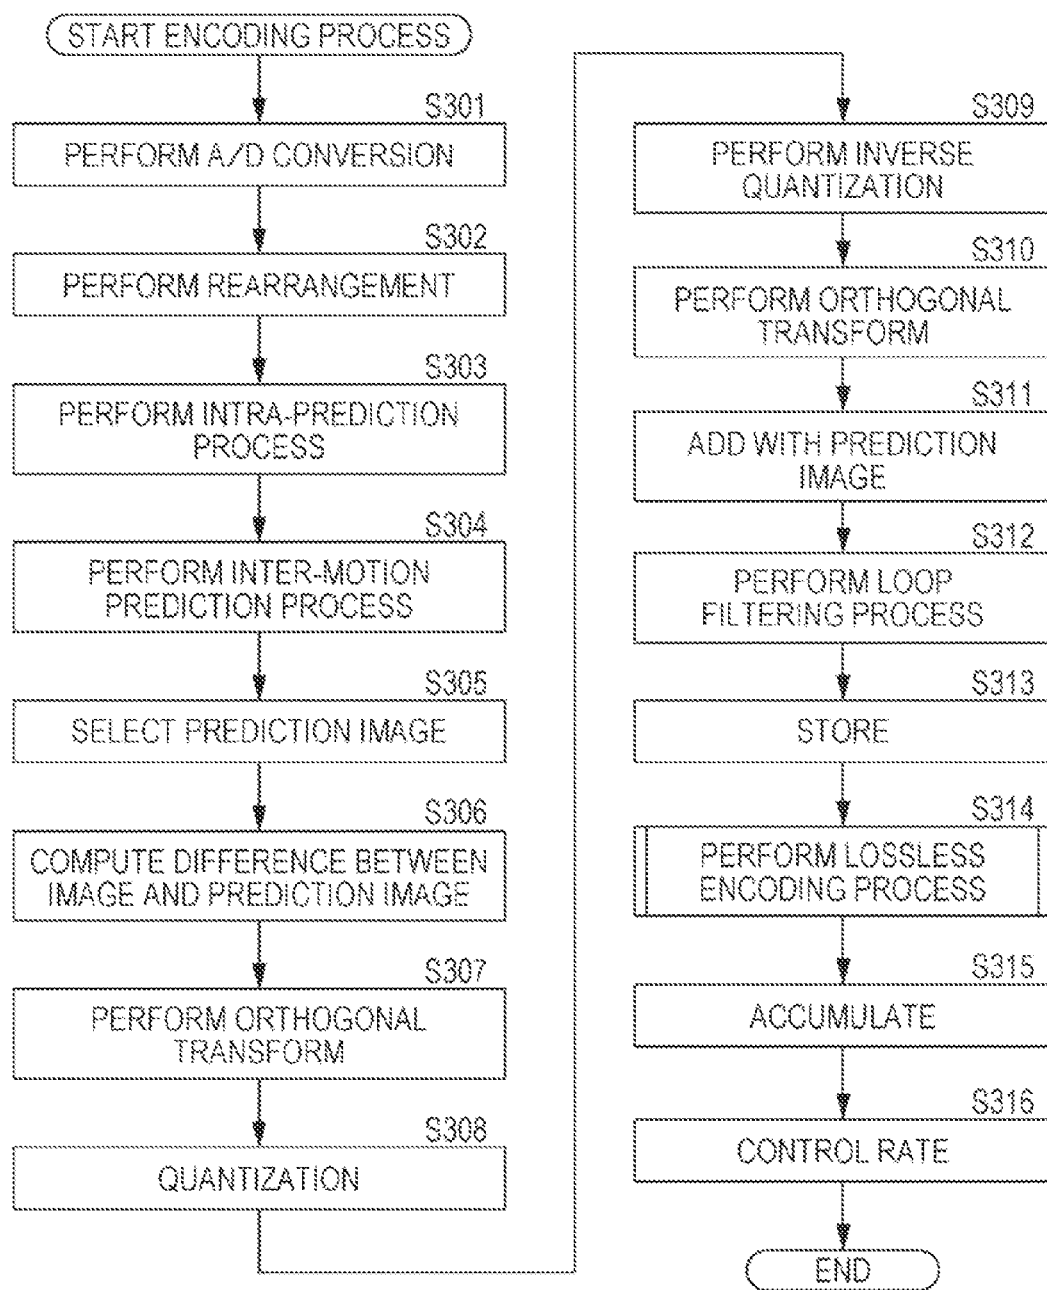 START ENCODING PROCESS
S301
PERFORM A/D CONVERSION
S302
PERFORM REARRANGEMENT
S303
PERFORM INTRA-PREDICTION
PROCESS
S304
PERFORM INTER-MOTION
PREDICTION PROCESS
S305
SELECT PREDICTION IMAGE
S306
COMPUTE DIFFERENCE BETWEEN
IMAGE AND PREDICTION IMAGE
S307
PERFORM ORTHOGONAL
TRANSFORM
S308
QUANTIZATION
S309
PERFORM INVERSE
QUANTIZATION
S310
PERFORM ORTHOGONAL
TRANSFORM
S311
ADD WITH PREDICTION
IMAGE
S312
PERFORM LOOP
FILTERING PROCESS
S313
STORE
S314
PERFORM LOSSLESS
ENCODING PROCESS
S315
ACCUMULATE
S316
CONTROL RATE
END